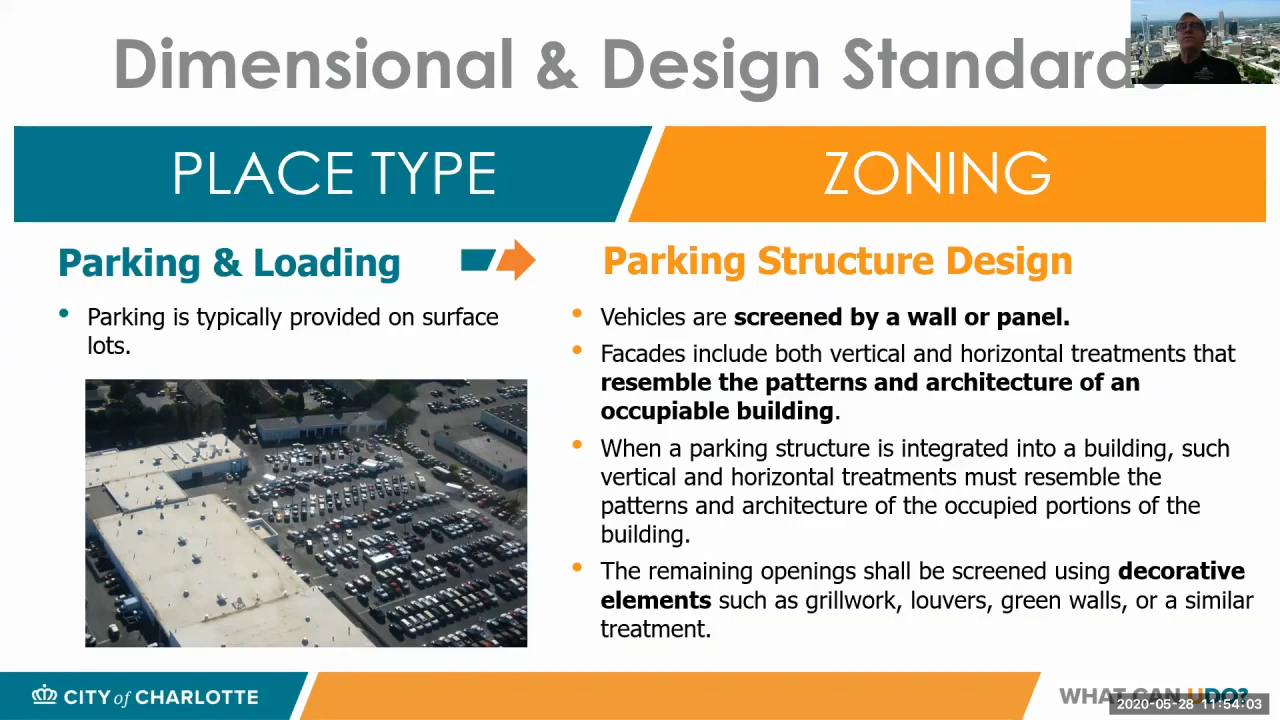 Dimensional & Design Standards
PLACE TYPE
ZONING
Parking & Loading
Parking Structure Design
• Parking is typically provided on surface
lots.
• Vehicles are screened by a wall or panel.
• Facades include both vertical and horizontal treatments that
resemble the patterns and architecture of an
occupiable building.
• When a parking structure is integrated into a building, such
vertical and horizontal treatments must resemble the
patterns and architecture of the occupied portions of the
building.
• The remaining openings shall be screened using decorative
elements such as grillwork, louvers, green walls, or a similar
treatment.
CITY of CHARLOTTE
WHAT CAN UDO?
2020-05-28 11:54:03